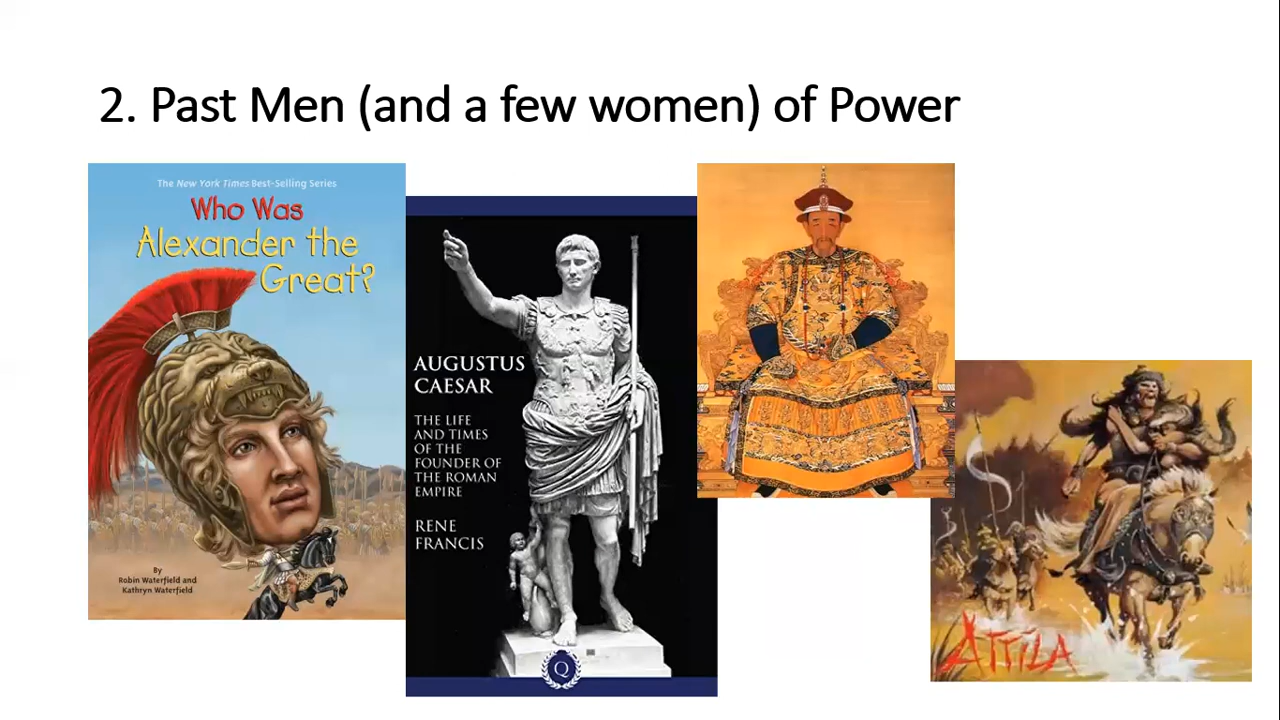 2. Past Men (and a few women) of Power
The New York Times Best-Selling Series
Who Was
Alexander the
Great?
By
Robin Waterfield and
Kathryn Waterfield
AUGUSTUS
CAESAR
THE LIFE
AND TIMES
OF THE
FOUNDER OF
THE ROMAN
EMPIRE
RENE
FRANCIS
Q
ATTILA